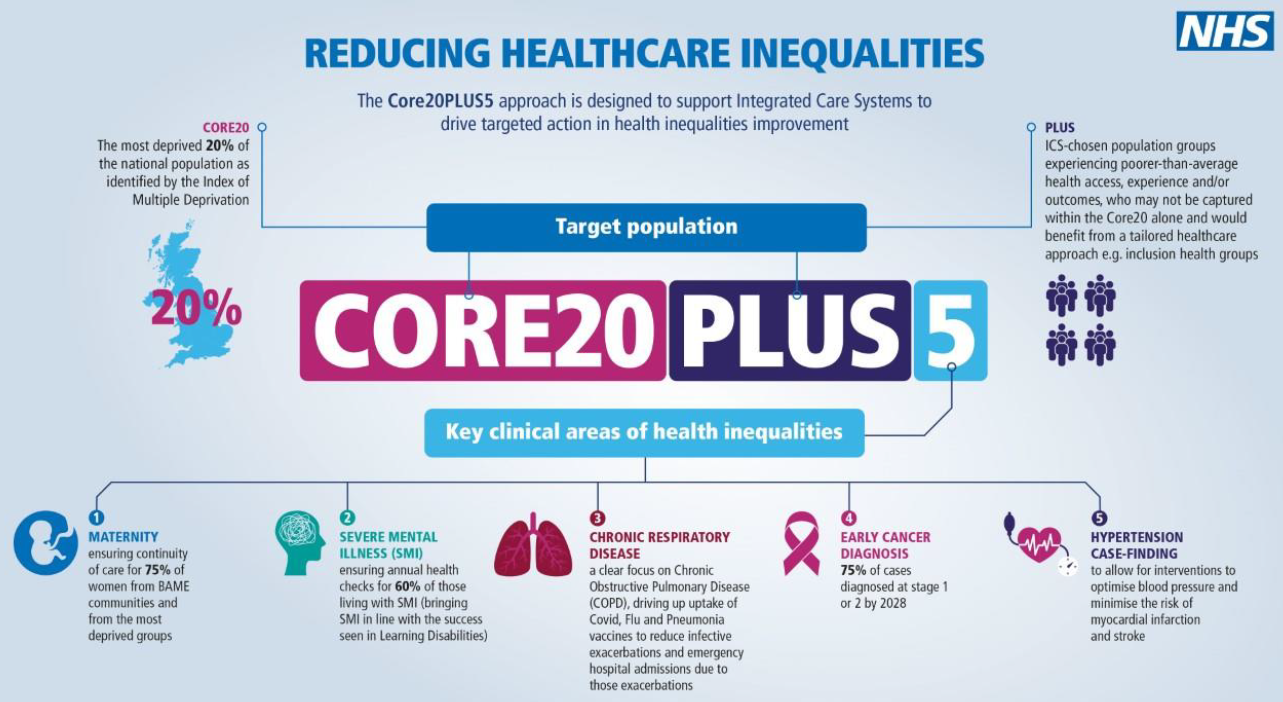 NHS
REDUCING HEALTHCARE INEQUALITIES
The Core20PLUS5 approach is designed to support Integrated Care Systems to
drive targeted action in health inequalities improvement
CORE20
The most deprived 20% of
the national population as
identified by the Index of
Multiple Deprivation
20%
PLUS
ICS-chosen population groups
experiencing poorer-than-average
health access, experience and/or
outcomes, who may not be captured
within the Core20 alone and would
benefit from a tailored healthcare
approach e.g. inclusion health groups
Target population
CORE20 PLUS 5
Key clinical areas of health inequalities
1
MATERNITY
ensuring continuity
of care for 75% of
women from BAME
communities and
from the most
deprived groups
2
SEVERE MENTAL
ILLNESS (SMI)
ensuring annual health
checks for 60% of those
living with SMI (bringing
SMI in line with the success
seen in Learning Disabilities)
3
CHRONIC RESPIRATORY
DISEASE
a clear focus on Chronic
Obstructive Pulmonary Disease
(COPD), driving up uptake of
Covid, Flu and Pneumonia
vaccines to reduce infective
exacerbations and emergency
hospital admissions due to
those exacerbations
4
EARLY CANCER
DIAGNOSIS
75% of cases
diagnosed at stage 1
or 2 by 2028
5
HYPERTENSION
CASE-FINDING
to allow for interventions to
optimise blood pressure and
minimise the risk of
myocardial infarction
and stroke